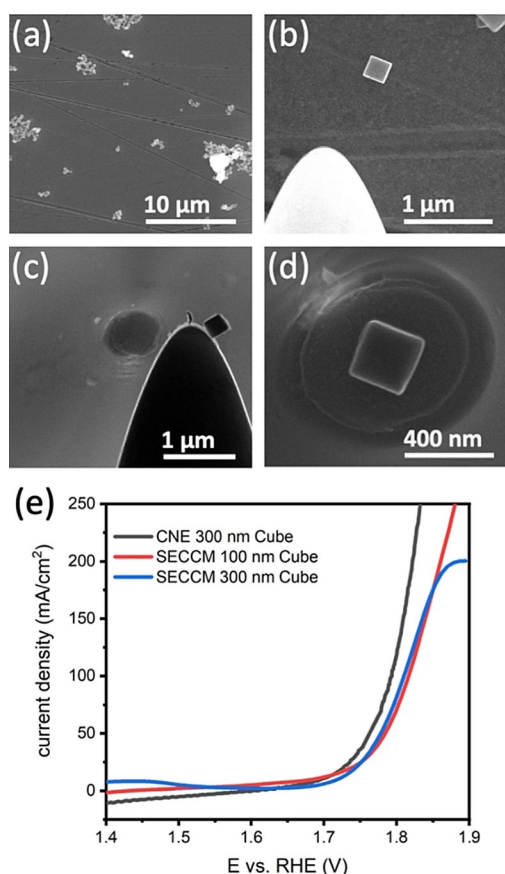 (a)
10 µm
(b)
1 µm
(c)
1 µm
(d)
400 nm
(e)
250
200
150
100
50
0
current density (mA/cm²)
CNE 300 nm Cube
SECCM 100 nm Cube
SECCM 300 nm Cube
1.4 1.5 1.6 1.7 1.8 1.9
E vs. RHE (V)